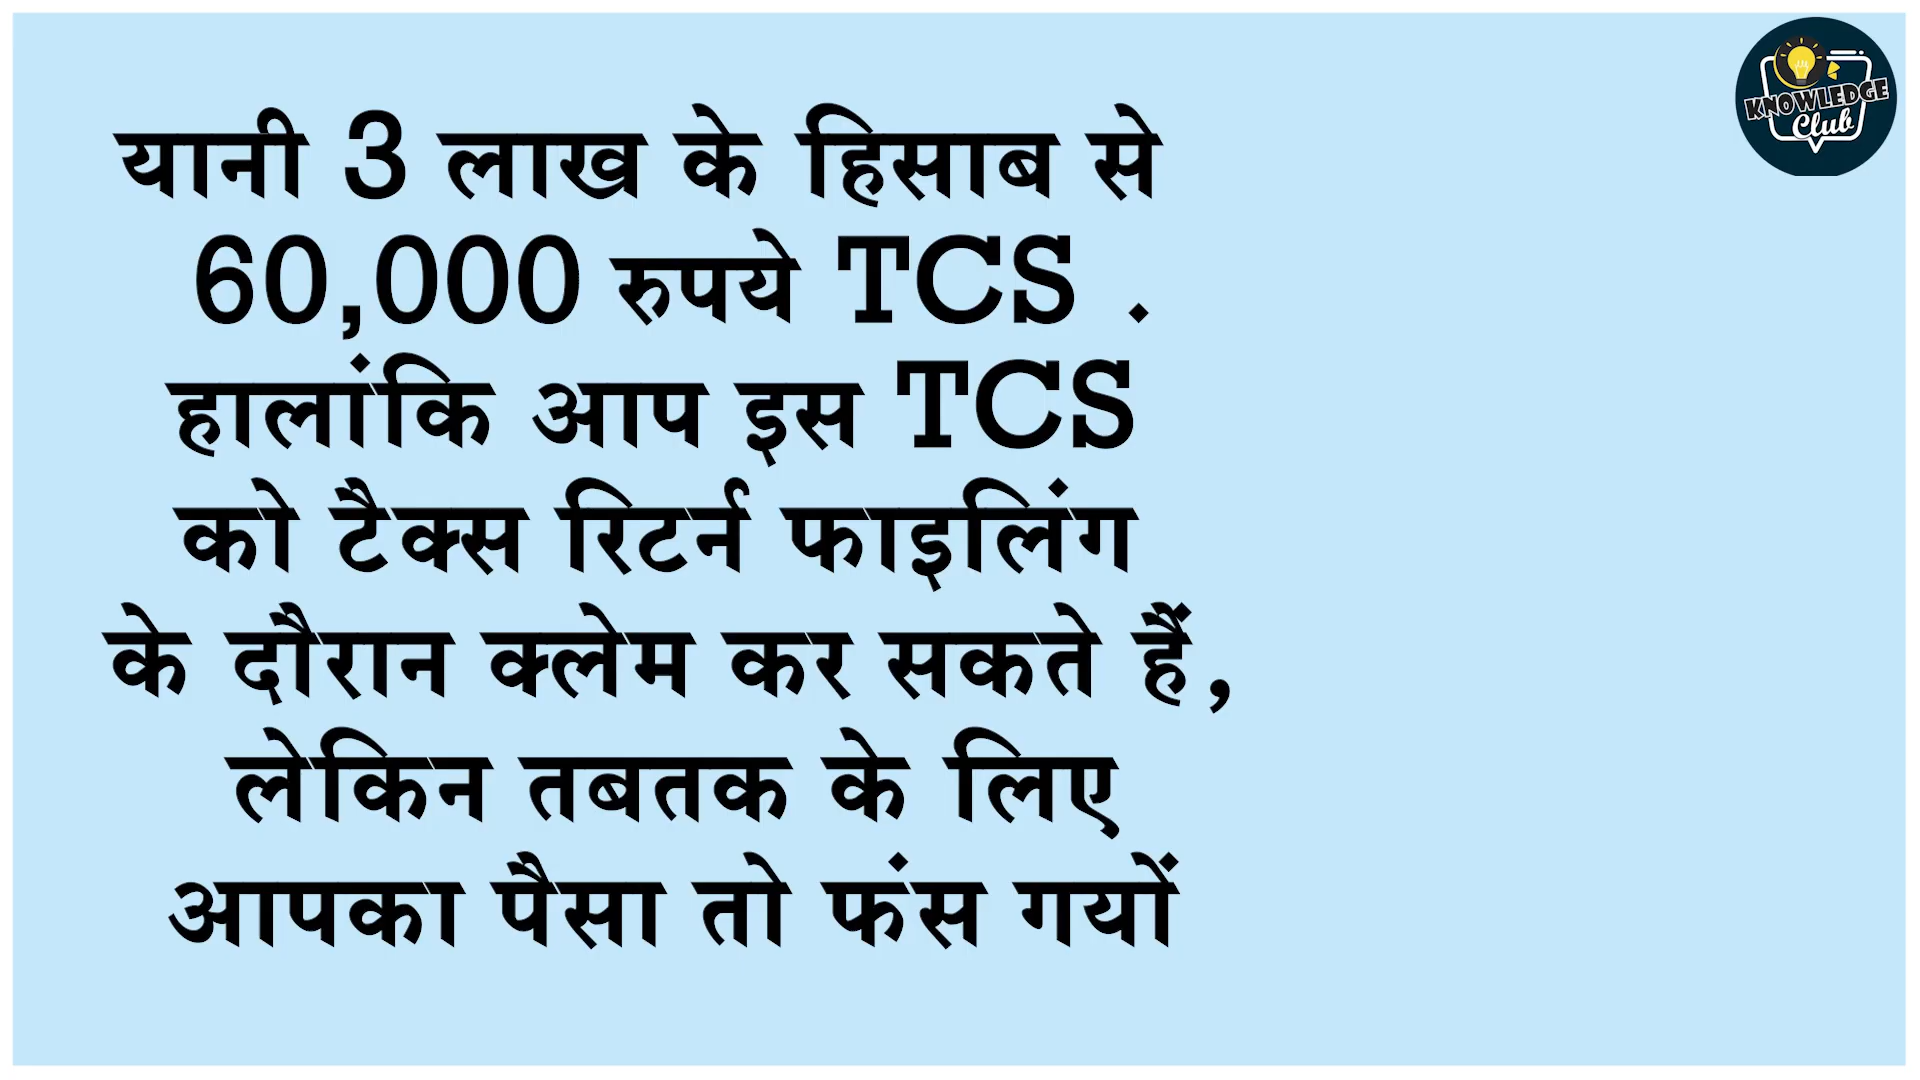 यानी 3 लाख के हिसाब से
60,000 रुपये TCS .
हालांकि आप इस TCS
को टैक्स रिटर्न फाइलिंग
के दौरान क्लेम कर सकते हैं,
लेकिन तबतक के लिए
आपका पैसा तो फंस गयों
KNOWLEDGE
Club